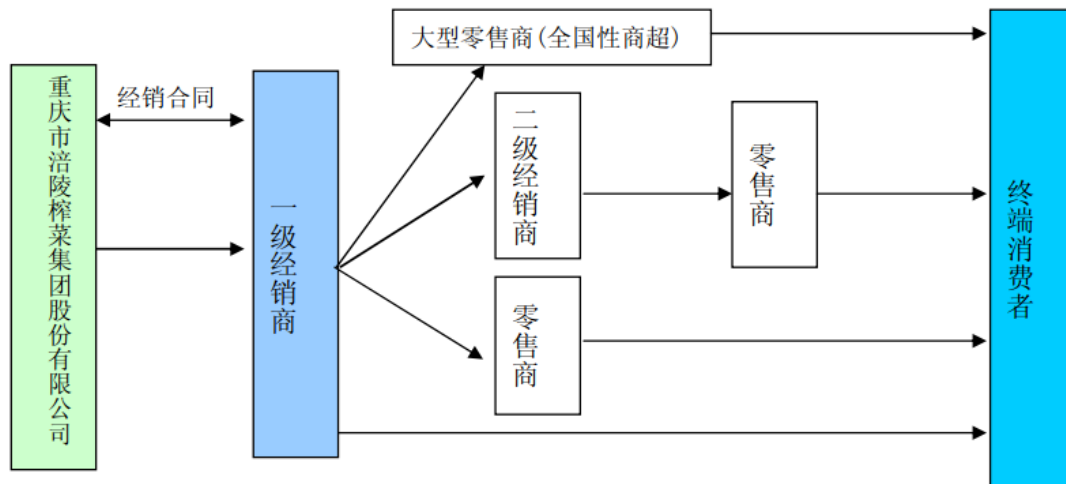 大型零售商(全国性商超)
重庆市涪陵榨菜集团股份有限公司
经销合同
一级经销商
二级经销商
零售商
零售商
终端消费者